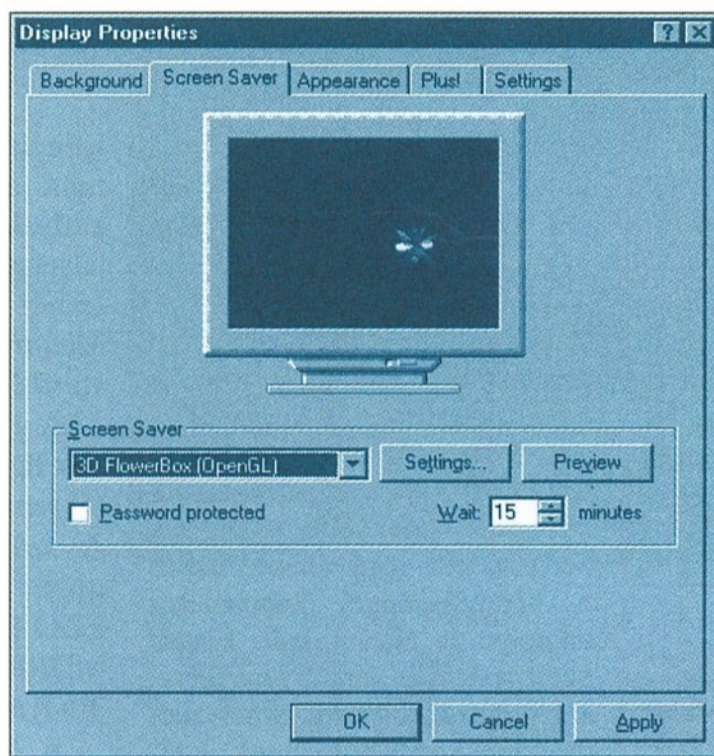 Display Properties
Background Screen Saver Appearance Plus! Settings
Screen Saver
3D FlowerBox (OpenGL) Settings... Preview
Password protected Wait: 15 minutes
OK Cancel Apply